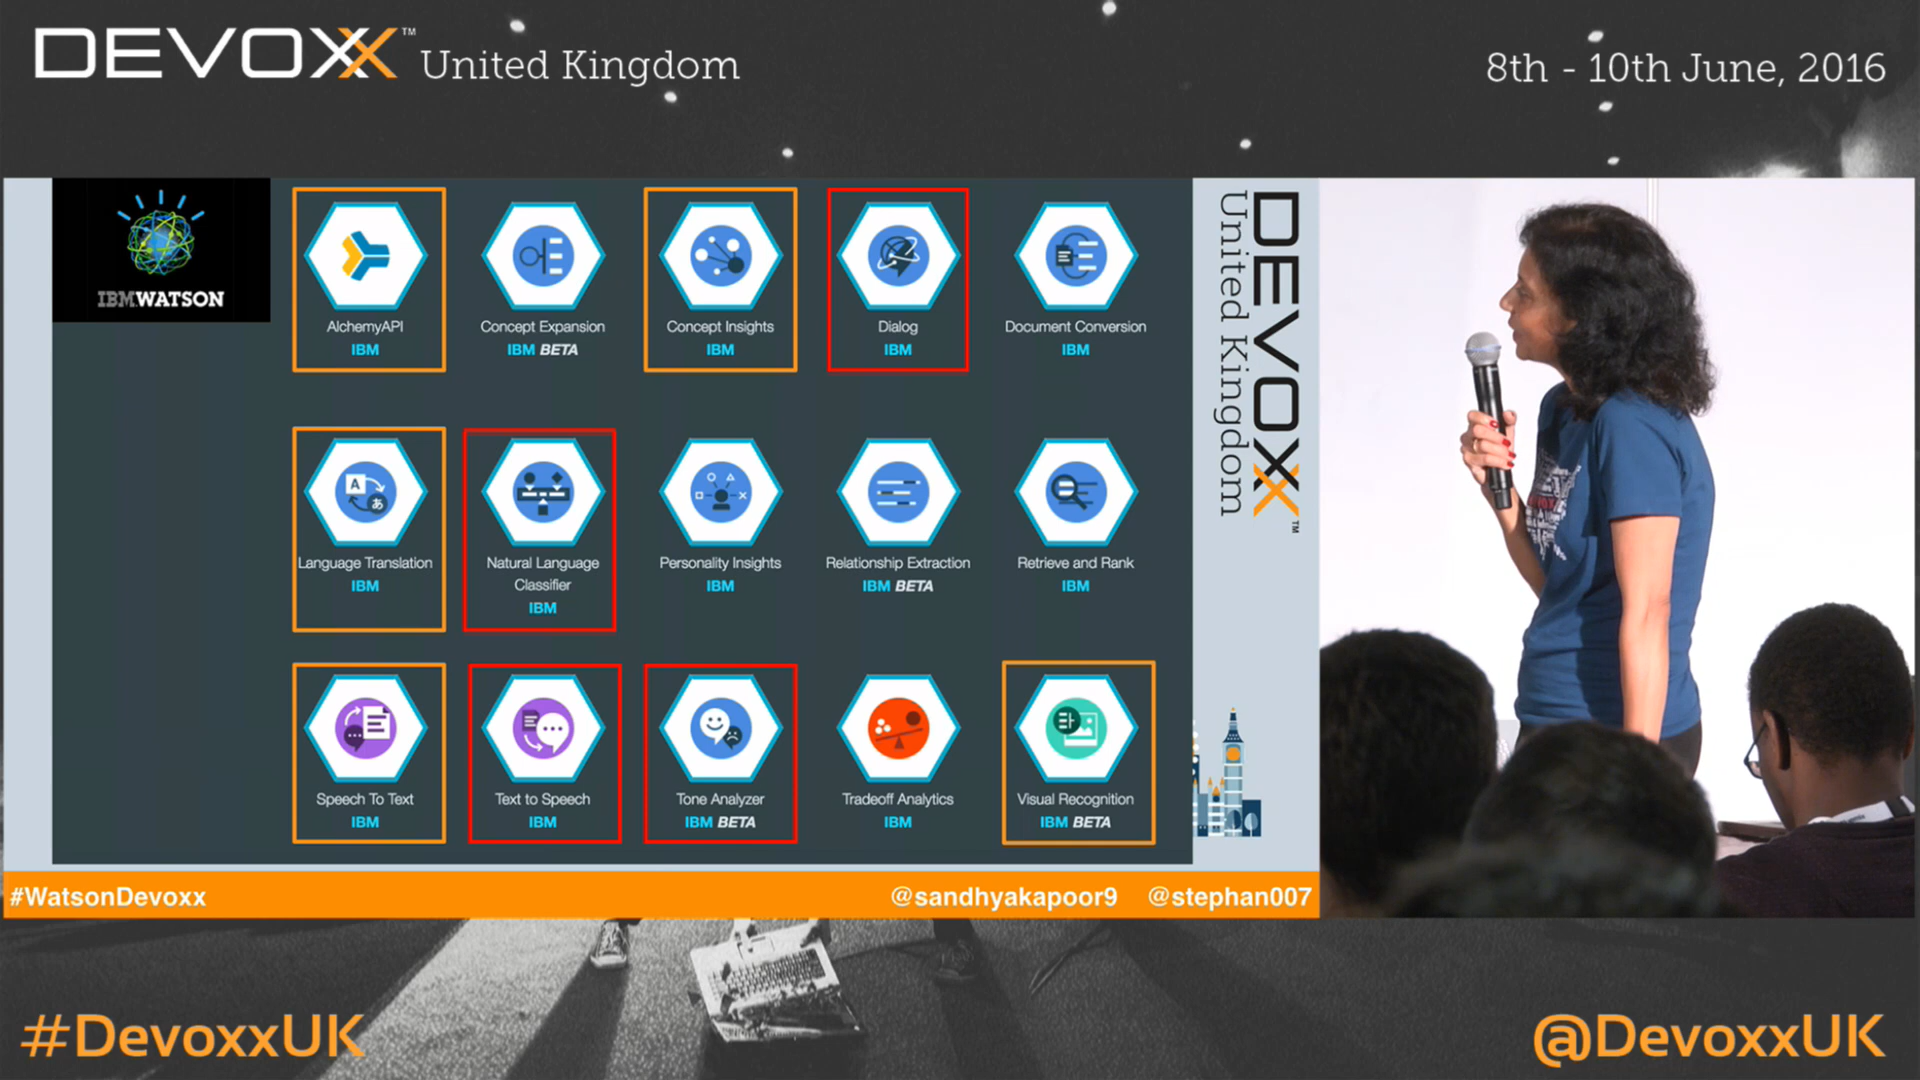 DEVOXX™ United Kingdom
8th - 10th June, 2016
IBM WATSON
AlchemyAPI
IBM
Concept Expansion
IBM BETA
Concept Insights
IBM
Dialog
IBM
Document Conversion
IBM
Language Translation
IBM
Natural Language
Classifier
IBM
Personality Insights
IBM
Relationship Extraction
IBM BETA
Retrieve and Rank
IBM
Speech To Text
IBM
Text to Speech
IBM
Tone Analyzer
IBM BETA
Tradeoff Analytics
IBM
Visual Recognition
IBM BETA
DEVOXX™
United Kingdom
#WatsonDevoxx
@sandhyakapoor9 @stephan007
#DevoxxUK
@DevoxxUK